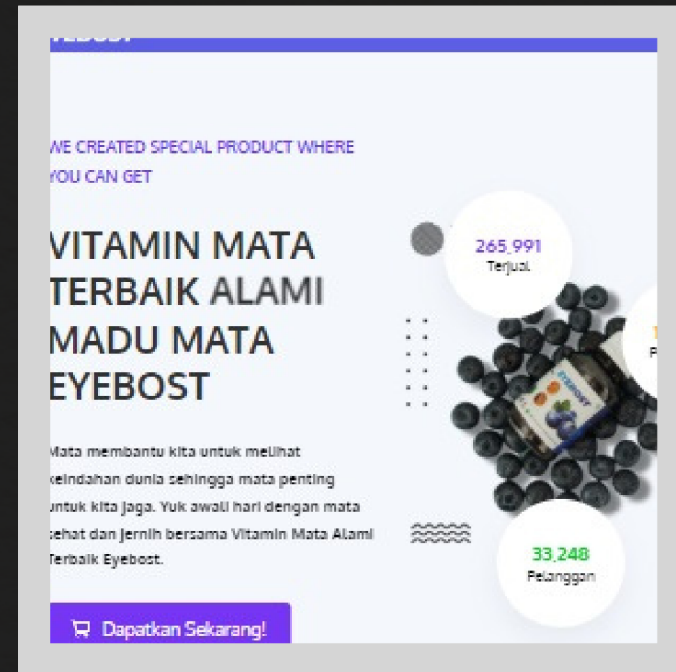 WE CREATED SPECIAL PRODUCT WHERE
YOU CAN GET
VITAMIN MATA
TERBAIK ALAMI
MADU MATA
EYEBOST
Mata membantu kita untuk melihat
keindahan dunia sehingga mata penting
untuk kita jaga. Yuk awali hari dengan mata
sehat dan jernih bersama Vitamin Mata Alami
Terbaik Eyebost.
Dapatkan Sekarang!
265,991
Terjual
EYEBOST
33,248
Pelanggan